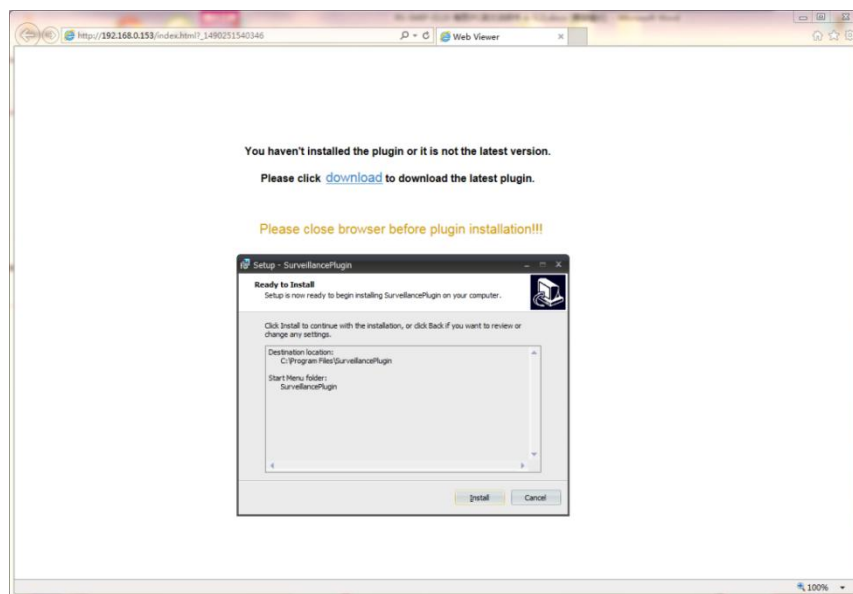 http://192.168.0.153/index.html?_1490251540346
Web Viewer
You haven't installed the plugin or it is not the latest version.
Please click download to download the latest plugin.
Please close browser before plugin installation!!!
Setup - SurveillancePlugin
Ready to Install
Setup is now ready to begin installing SurveillancePlugin on your computer.
Click Install to continue with the installation, or click Back if you want to review or
change any settings.
Destination location:
C:\Program Files\SurveillancePlugin
Start Menu folder:
SurveillancePlugin
Install
Cancel
100%